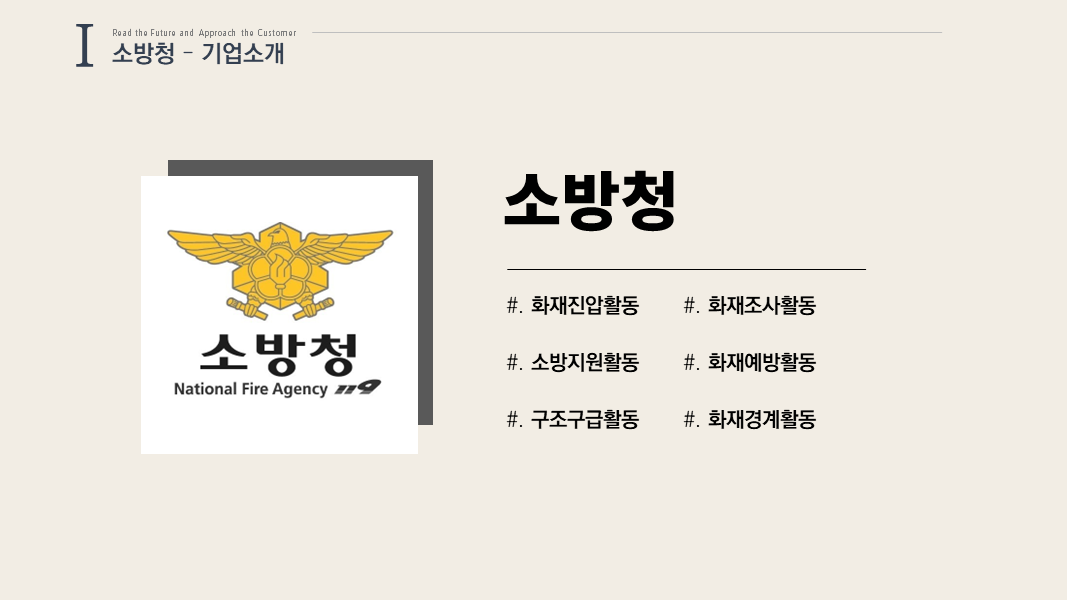 I
Read the Future and Approach the Customer
소방청 - 기업소개
소방청
National Fire Agency 119
소방청
#. 화재진압활동
#. 화재조사활동
#. 소방지원활동
#. 화재예방활동
#. 구조구급활동
#. 화재경계활동